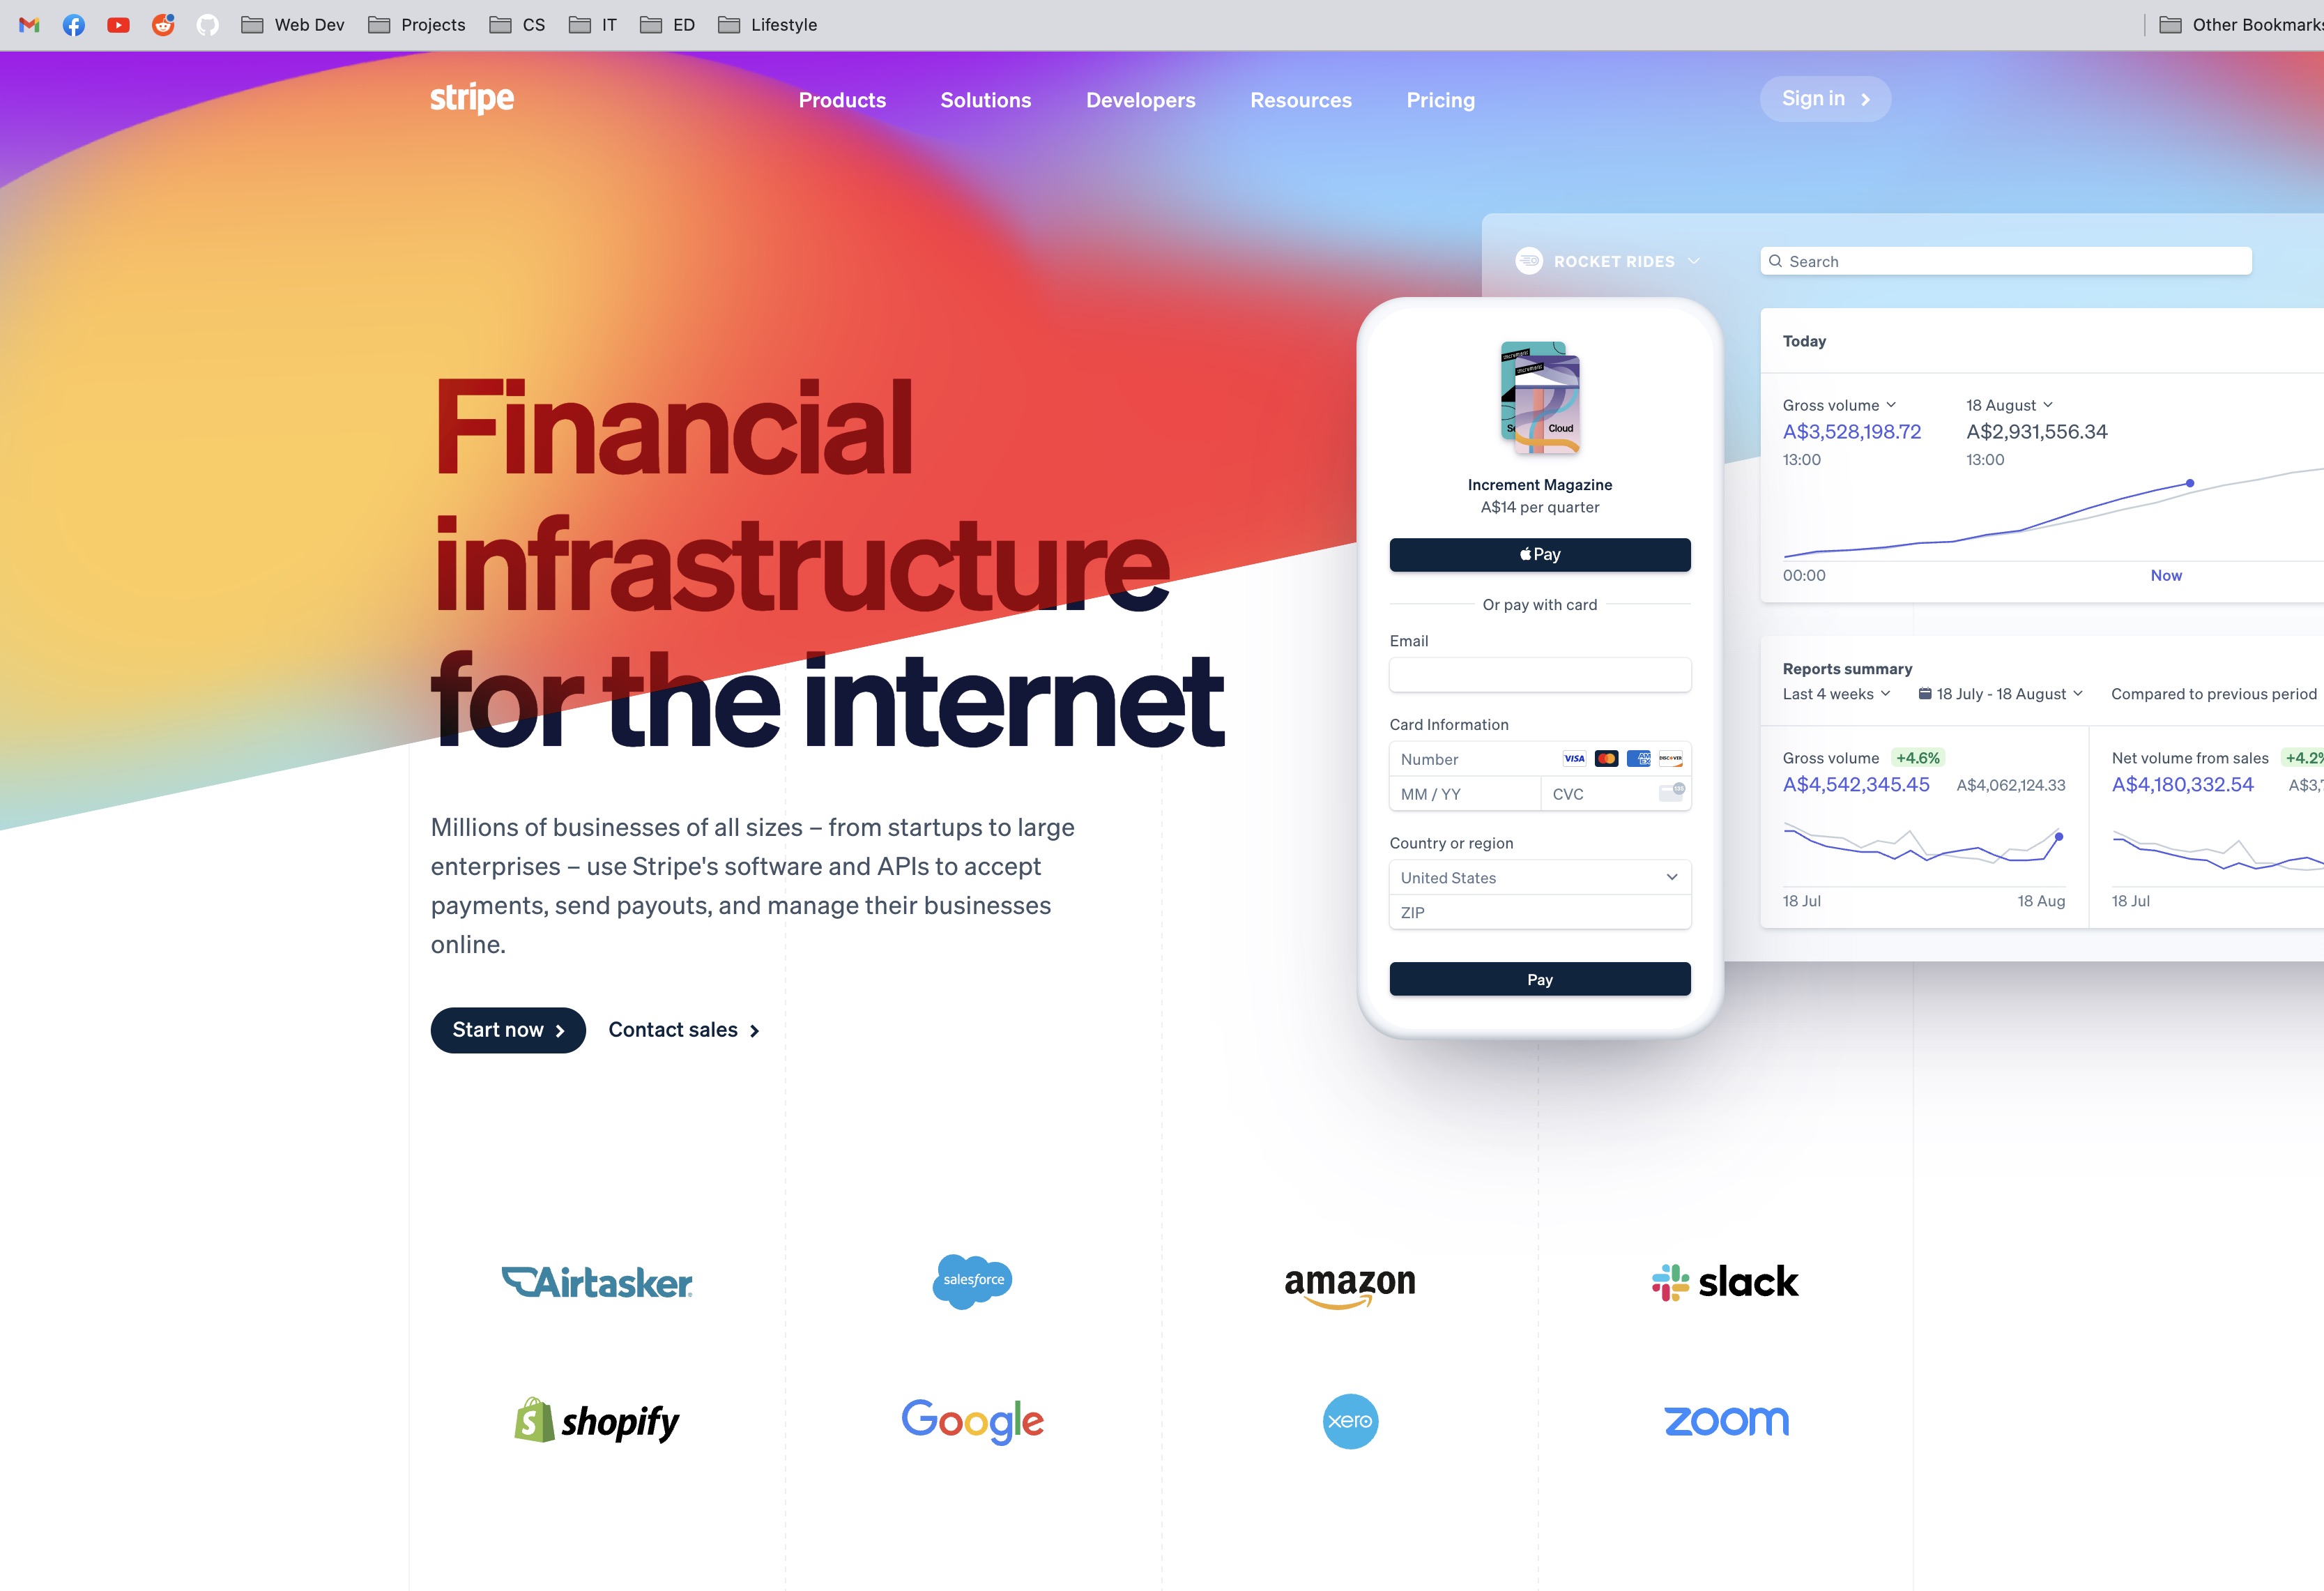 Web Dev Projects CS IT ED Lifestyle Other Bookmarks
stripe Products Solutions Developers Resources Pricing Sign in
Financial
infrastructure
for the internet
Millions of businesses of all sizes – from startups to large
enterprises – use Stripe's software and APIs to accept
payments, send payouts, and manage their businesses
online.
Start now Contact sales
Cloud
Increment Magazine
A$14 per quarter
Pay
Or pay with card
Email
Card Information
Number VISA AMEX DISCOVER
MM / YY CVC
Country or region
United States
ZIP
Pay
ROCKET RIDES Search
Today
Gross volume 18 August
A$3,528,198.72 A$2,931,556.34
13:00 13:00
00:00 Now
Reports summary
Last 4 weeks 18 July - 18 August Compared to previous period
Gross volume +4.6% Net volume from sales +4.2%
A$4,542,345.45 A$4,062,124.33 A$4,180,332.54
18 Jul 18 Aug 18 Jul
Airtasker salesforce amazon slack
shopify Google xero zoom